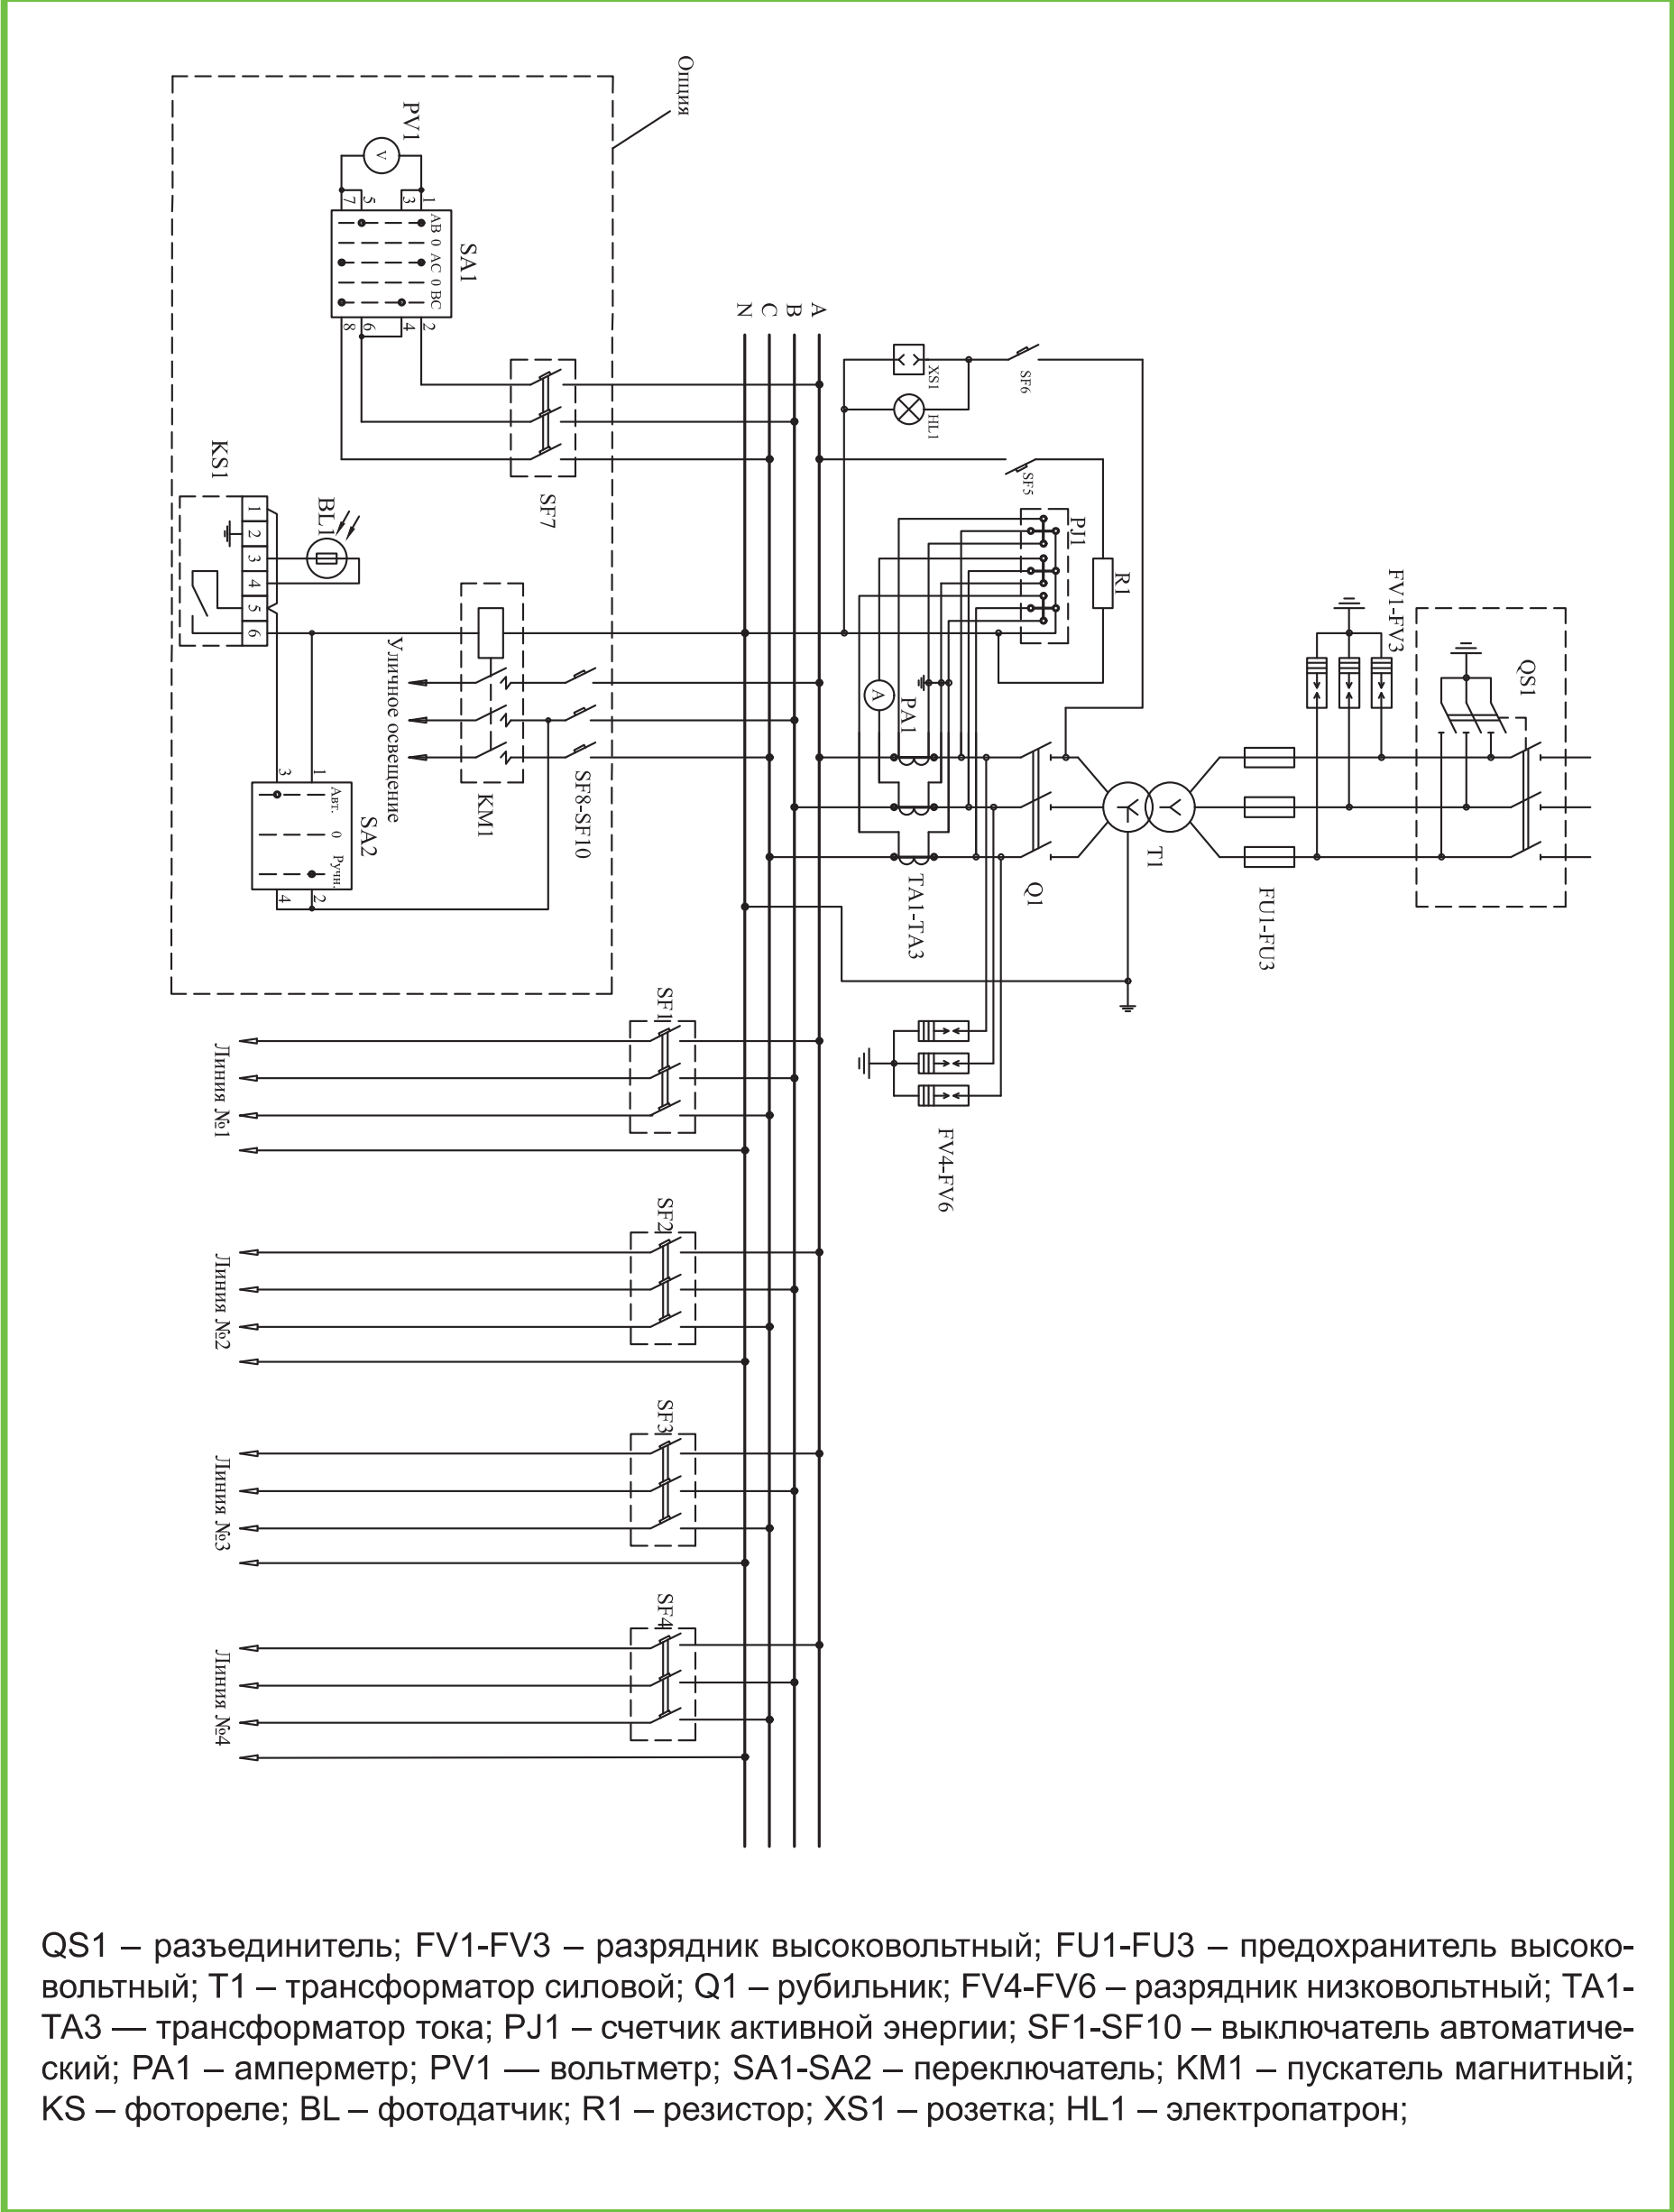 Опция
PV1
V
1
3
5
7
АВ 0 АС 0 ВС
SA1
2
4
6
8
SF7
KS1
1
2
3
4
5
6
BL1
Уличное освещение
KM1
SF8-SF10
3
1
Авт. 0 Ручн.
SA2
4
2
A
B
C
N
XS1
HL1
SF6
SF5
PJ1
R1
A
PA1
TA1-TA3
Q1
T1
FV1-FV3
QS1
FU1-FU3
FV4-FV6
SF1
Линия №1
SF2
Линия №2
SF3
Линия №3
SF4
Линия №4
QS1 – разъединитель; FV1-FV3 – разрядник высоковольтный; FU1-FU3 – предохранитель высоко-
вольтный; Т1 – трансформатор силовой; Q1 – рубильник; FV4-FV6 – разрядник низковольтный; ТА1-
ТА3 — трансформатор тока; PJ1 – счетчик активной энергии; SF1-SF10 – выключатель автоматиче-
ский; PA1 – амперметр; PV1 — вольтметр; SA1-SA2 – переключатель; KM1 – пускатель магнитный;
KS – фотореле; BL – фотодатчик; R1 – резистор; XS1 – розетка; HL1 – электропатрон;